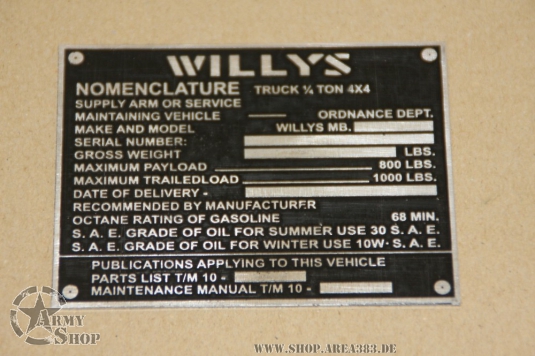 WILLYS
NOMENCLATURE TRUCK ¼ TON 4X4
SUPPLY ARM OR SERVICE
MAINTAINING VEHICLE ORDNANCE DEPT.
MAKE AND MODEL WILLYS MB.
SERIAL NUMBER:
GROSS WEIGHT LBS.
MAXIMUM PAYLOAD 800 LBS.
MAXIMUM TRAILEDLOAD 1000 LBS.
DATE OF DELIVERY -
RECOMMENDED BY MANUFACTURER
OCTANE RATING OF GASOLINE 68 MIN.
S. A. E. GRADE OF OIL FOR SUMMER USE 30 S. A. E.
S. A. E. GRADE OF OIL FOR WINTER USE 10W- S. A. E.
PUBLICATIONS APPLYING TO THIS VEHICLE
PARTS LIST T/M 10 -
MAINTENANCE MANUAL T/M 10 -
ARMY
SHOP
WWW.SHOP.AREA383.DE